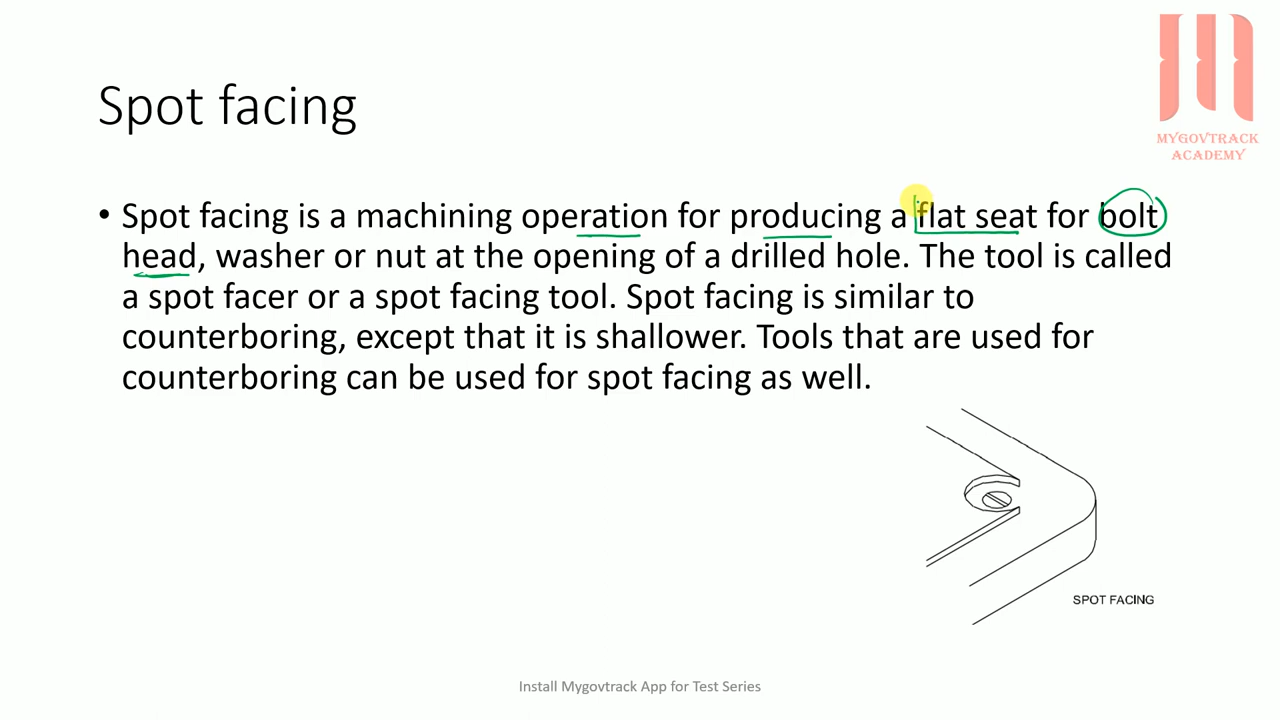 MYGOVTRACK
ACADEMY
Spot facing
• Spot facing is a machining operation for producing a flat seat for bolt
head, washer or nut at the opening of a drilled hole. The tool is called
a spot facer or a spot facing tool. Spot facing is similar to
counterboring, except that it is shallower. Tools that are used for
counterboring can be used for spot facing as well.
SPOT FACING
Install Mygovtrack App for Test Series